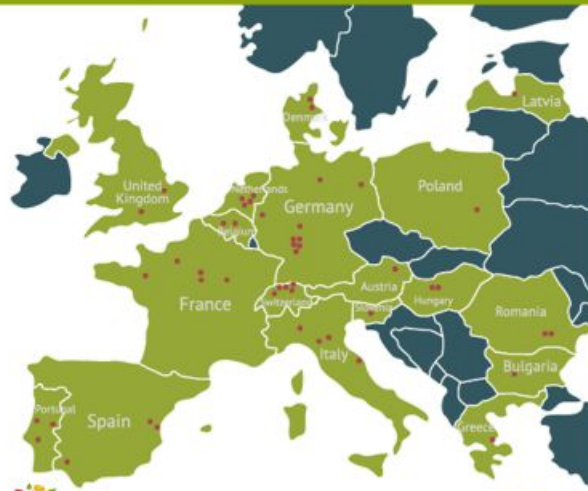 Latvia
Denmark
United
Kingdom
Netherlands
Poland
Germany
Belgium
France
Austria
Switzerland
Hungary
Slovenia
Romania
Italy
Bulgaria
Portugal
Spain
Greece